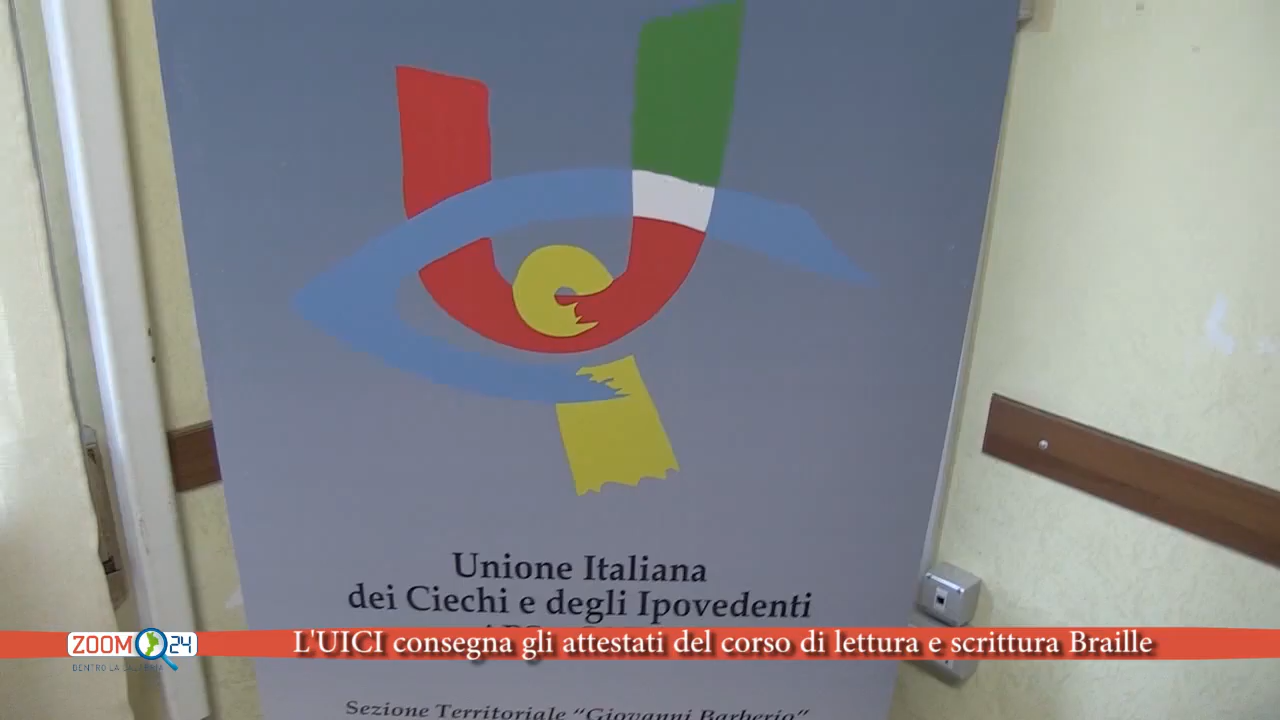 Unione Italiana
dei Ciechi e degli Ipovedenti
ZOOM 24
DENTRO LA CALABRIA
L'UICI consegna gli attestati del corso di lettura e scrittura Braille
Sezione Territoriale "Giovanni Barberio"